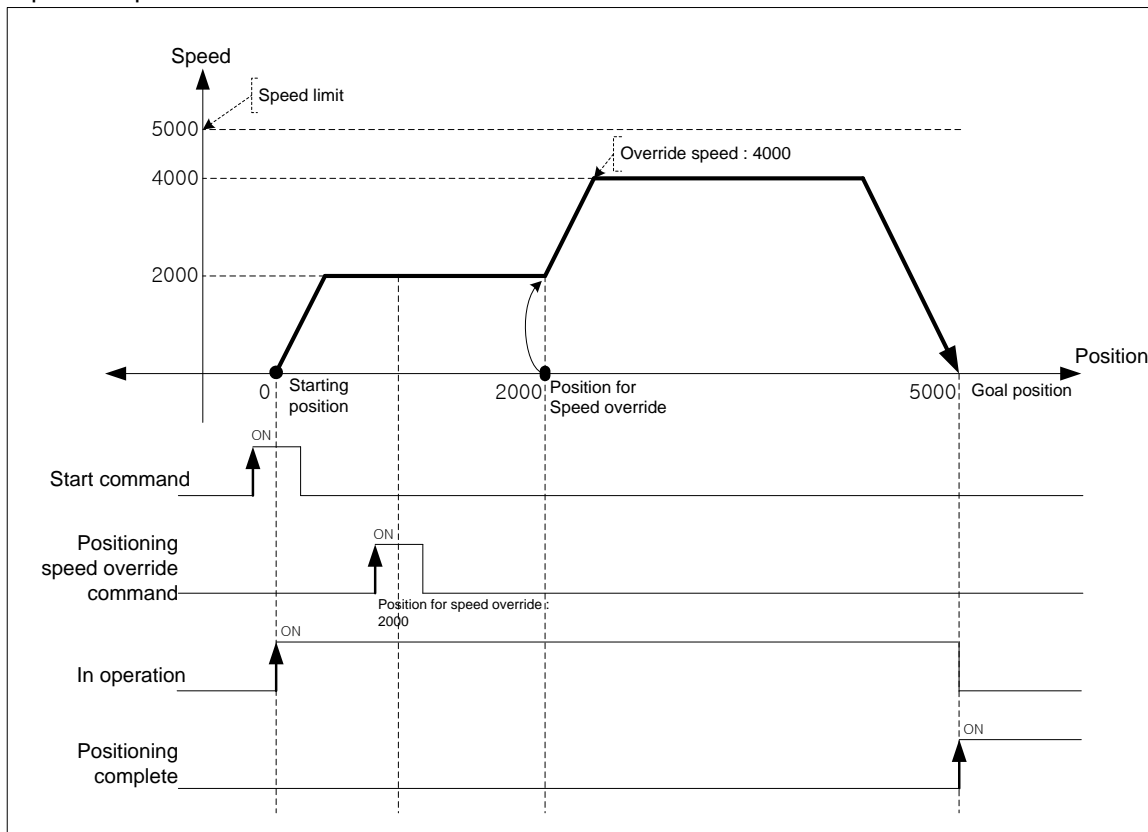 Speed
Speed limit
5000
Override speed : 4000
4000
2000
Position
0
Starting
position
2000
Position for
Speed override
5000
Goal position
ON
Start command
ON
Positioning
speed override
command
Position for speed override :
2000
ON
In operation
ON
Positioning
complete